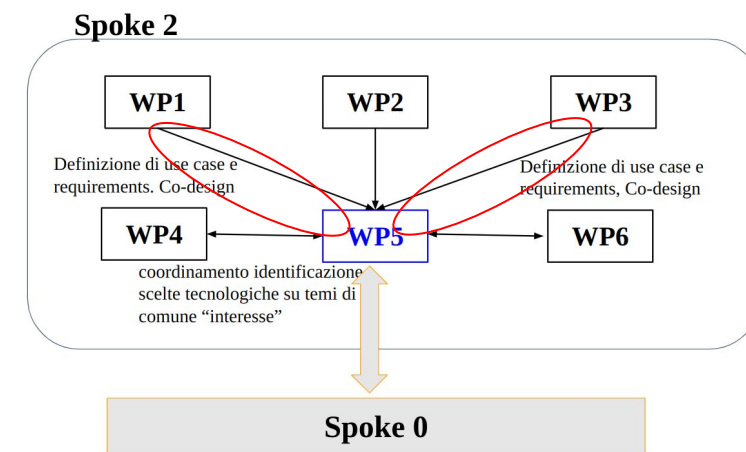 Spoke 2
WP1
WP2
WP3
Definizione di use case e
requirements. Co-design
Definizione di use case e
requirements, Co-design
WP4
WP5
WP6
coordinamento identificazione
scelte tecnologiche su temi di
comune “interesse”
Spoke 0